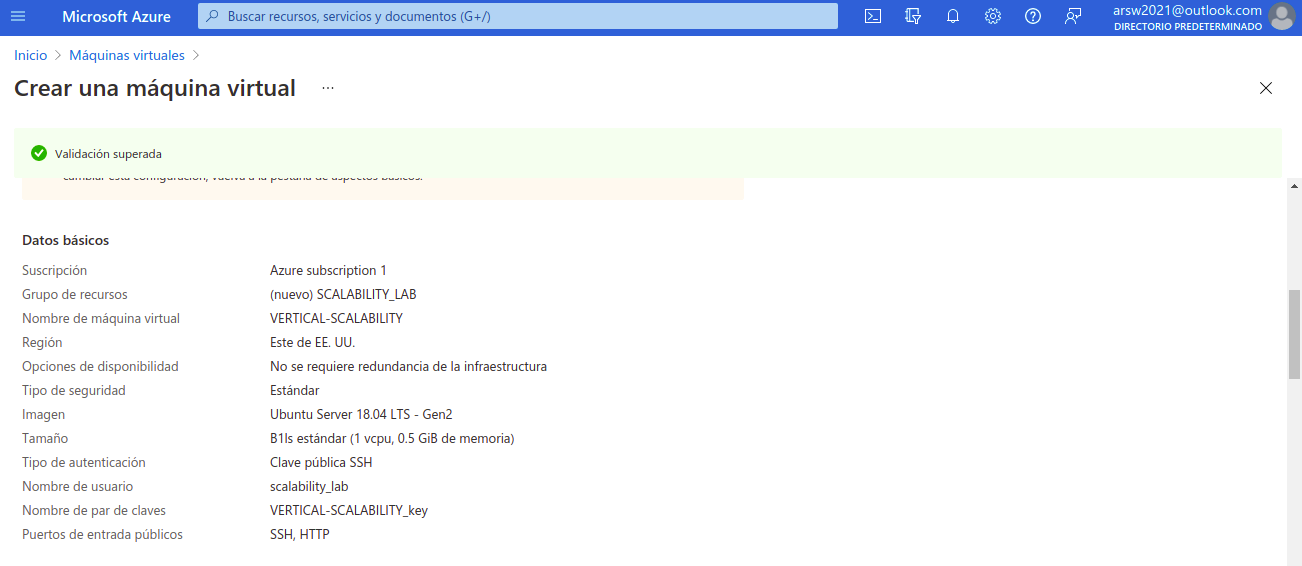 Microsoft Azure
Buscar recursos, servicios y documentos (G+/)
arsw2021@outlook.com
DIRECTORIO PREDETERMINADO
Inicio > Máquinas virtuales >
Crear una máquina virtual ...
Validación superada
cambiar esta configuración, vuelva a la pestaña de aspectos básicos.
Datos básicos
Suscripción Azure subscription 1
Grupo de recursos (nuevo) SCALABILITY_LAB
Nombre de máquina virtual VERTICAL-SCALABILITY
Región Este de EE. UU.
Opciones de disponibilidad No se requiere redundancia de la infraestructura
Tipo de seguridad Estándar
Imagen Ubuntu Server 18.04 LTS - Gen2
Tamaño B1ls estándar (1 vcpu, 0.5 GiB de memoria)
Tipo de autenticación Clave pública SSH
Nombre de usuario scalability_lab
Nombre de par de claves VERTICAL-SCALABILITY_key
Puertos de entrada públicos SSH, HTTP